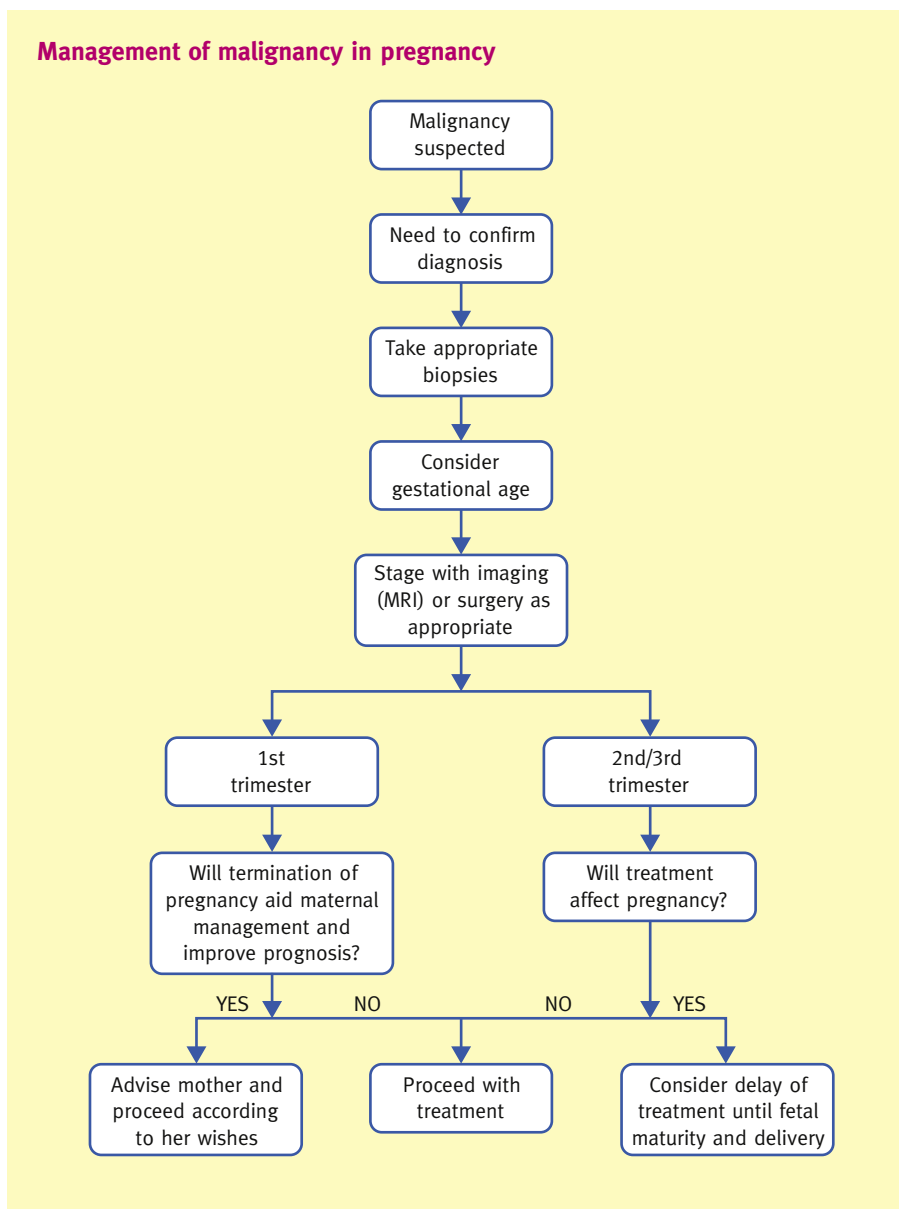 Management of malignancy in pregnancy
Malignancy
suspected
Need to confirm
diagnosis
Take appropriate
biopsies
Consider
gestational age
Stage with imaging
(MRI) or surgery as
appropriate
1st
trimester
2nd/3rd
trimester
Will termination of
pregnancy aid maternal
management and
improve prognosis?
Will treatment
affect pregnancy?
YES
NO
NO
YES
Advise mother and
proceed according
to her wishes
Proceed with
treatment
Consider delay of
treatment until fetal
maturity and delivery